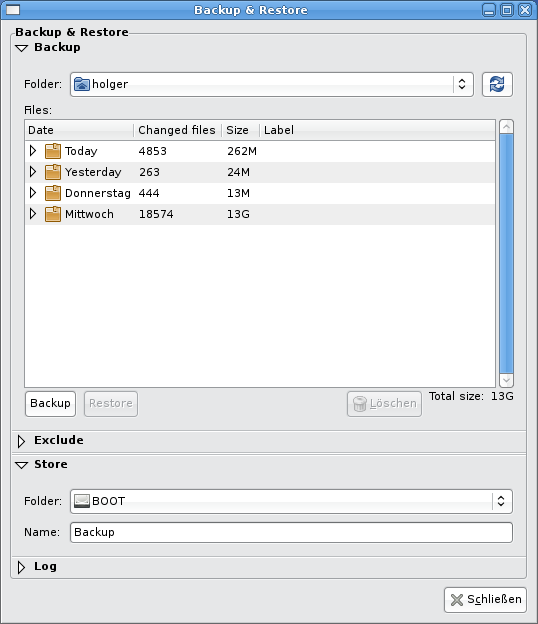 Backup & Restore
Backup & Restore
Backup
Folder: holger
Files:
Date Changed files Size Label
Today 4853 262M
Yesterday 263 24M
Donnerstag 444 13M
Mittwoch 18574 13G
Backup Restore Löschen Total size: 13G
Exclude
Store
Folder: BOOT
Name: Backup
Log
Schließen